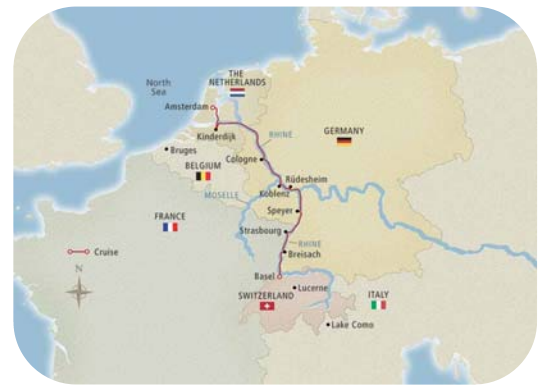 North
Sea
THE
NETHERLANDS
Amsterdam
Kinderdijk
RHINE
GERMANY
Bruges
Cologne
BELGIUM
Rüdesheim
Koblenz
MOSELLE
Speyer
FRANCE
Strasbourg
RHINE
Cruise
Breisach
N
Basel
Lucerne
SWITZERLAND
ITALY
Lake Como